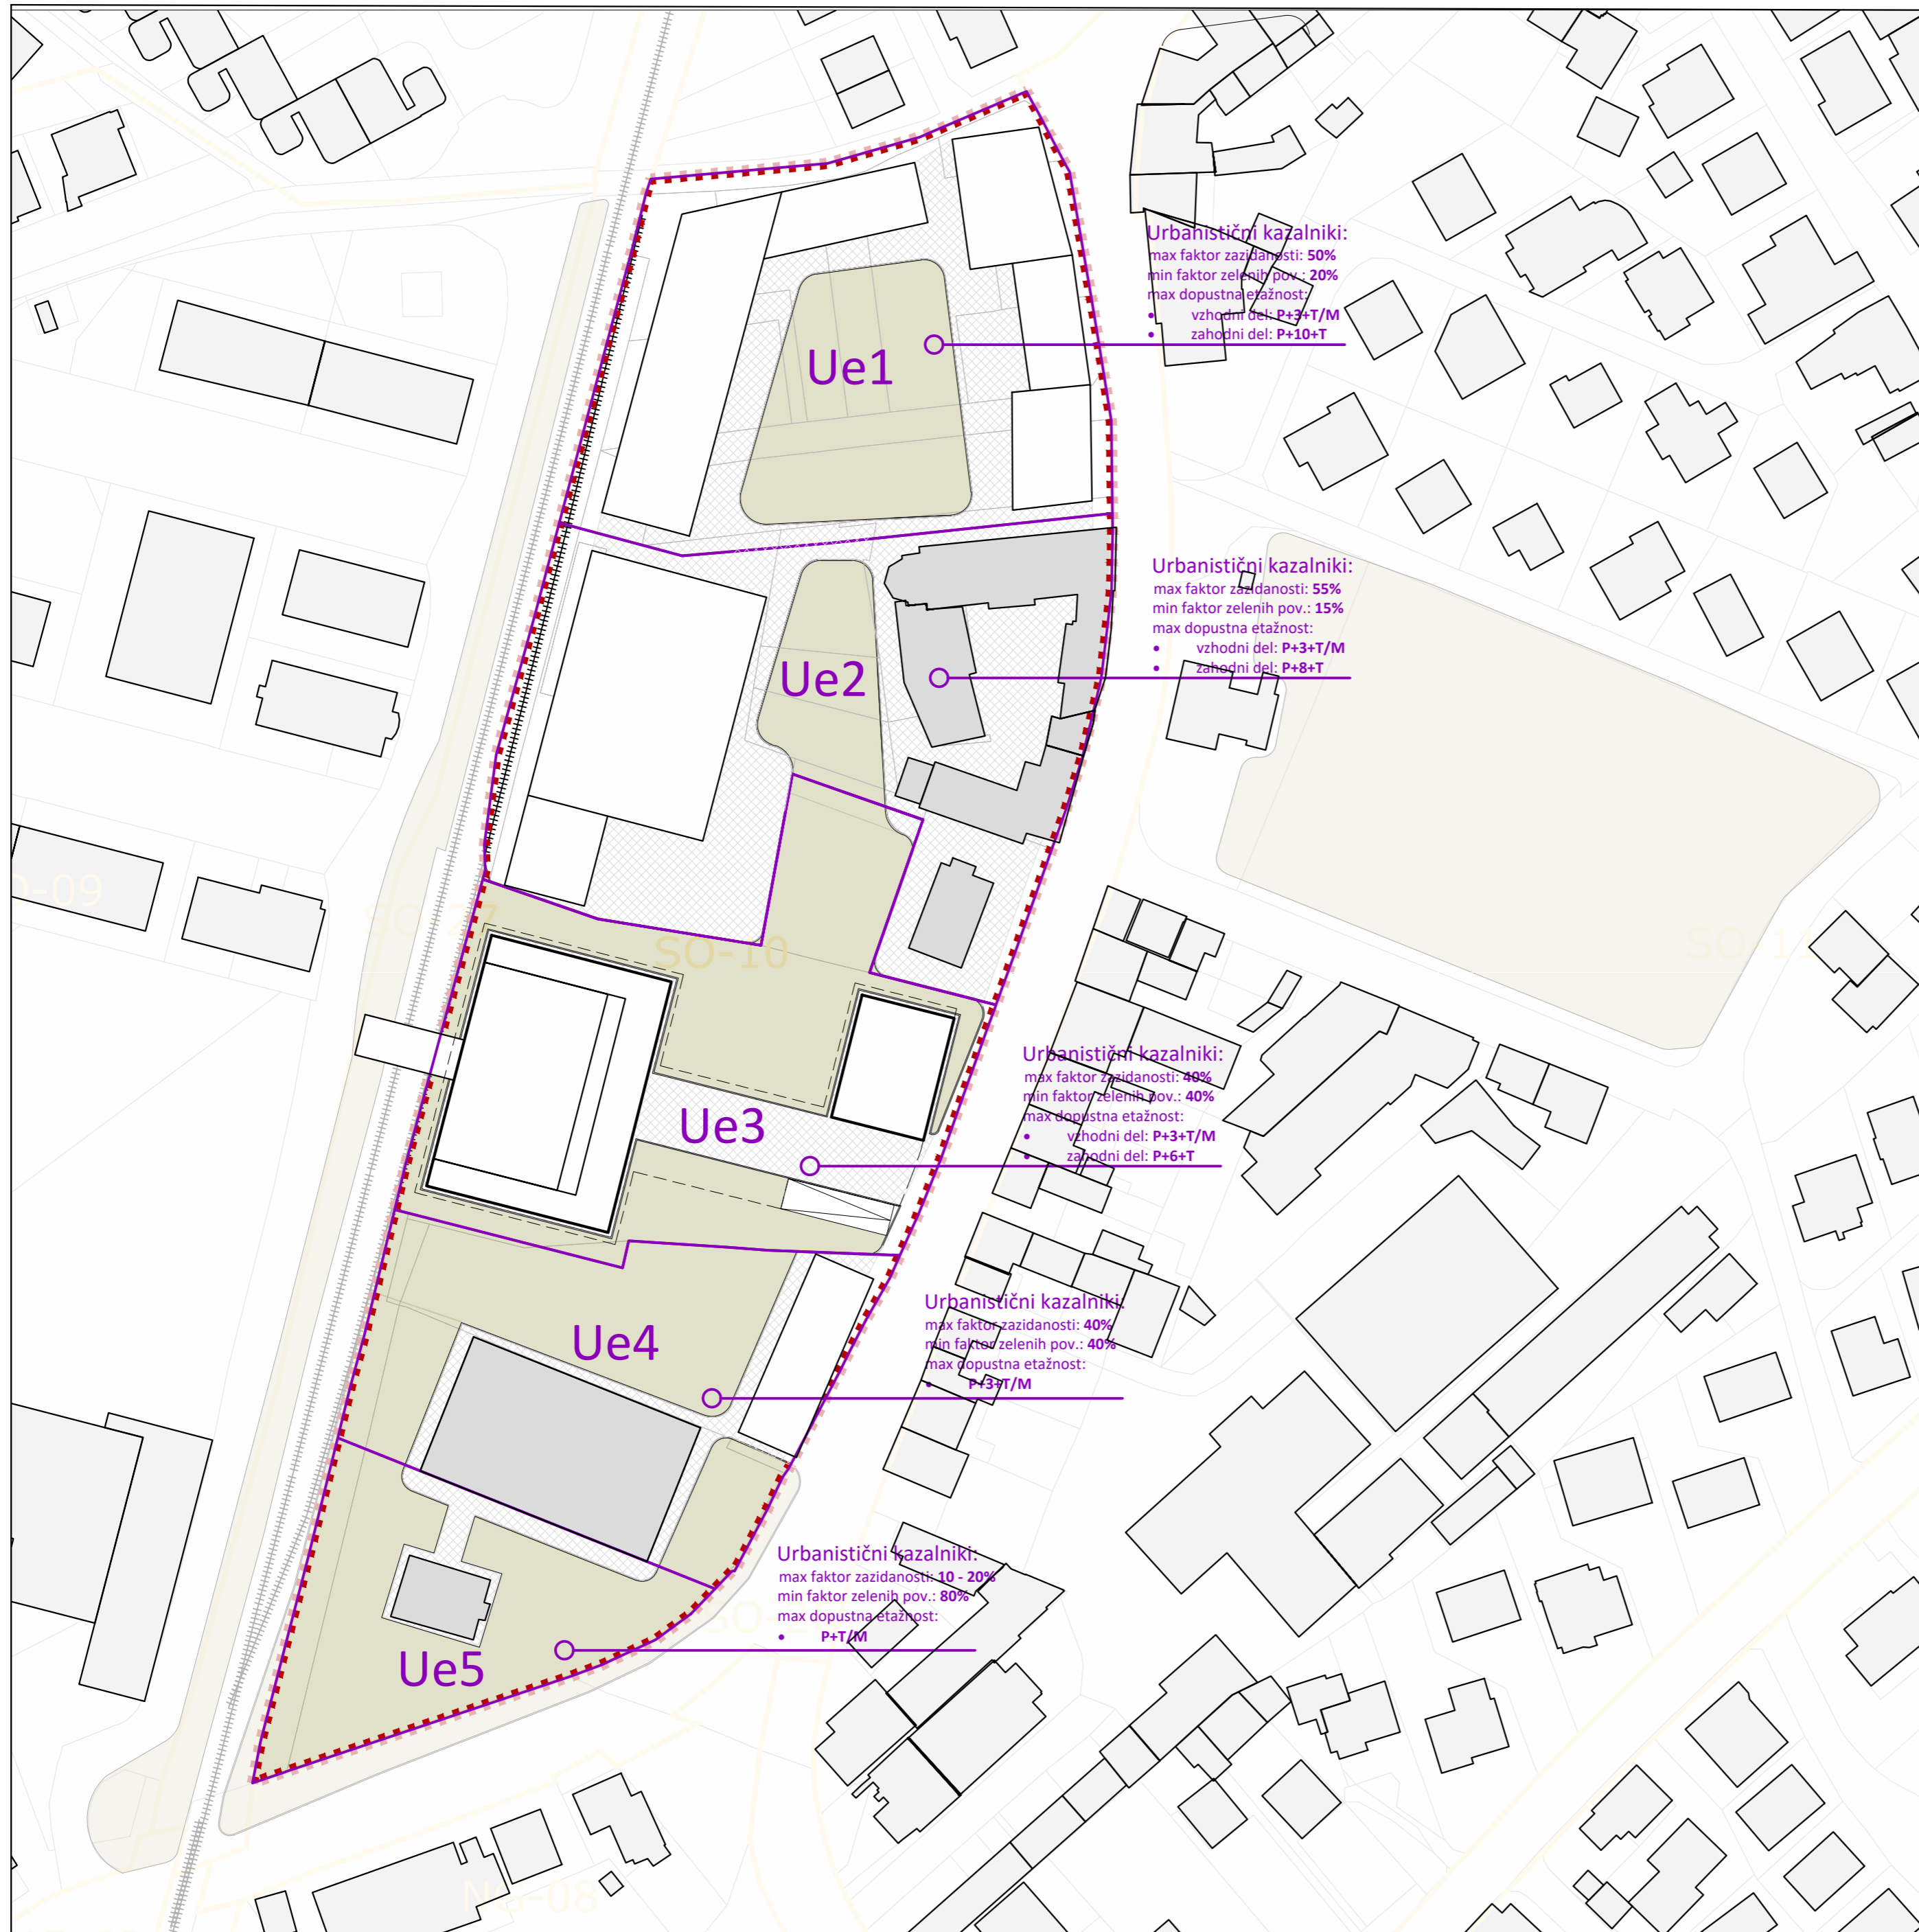 Urbanistični kazalniki:
max faktor zazidanosti: 50%
min faktor zelenih pov.: 20%
max dopustna etažnost:
• vzhodni del: P+3+T/M
• zahodni del: P+10+T
Ue1
Urbanistični kazalniki:
max faktor zazidanosti: 55%
min faktor zelenih pov.: 15%
max dopustna etažnost:
• vzhodni del: P+3+T/M
• zahodni del: P+8+T
Ue2
SO-10
Urbanistični kazalniki:
max faktor zazidanosti: 40%
min faktor zelenih pov.: 40%
max dopustna etažnost:
• vzhodni del: P+3+T/M
• zahodni del: P+6+T
Ue3
Urbanistični kazalniki:
max faktor zazidanosti: 40%
min faktor zelenih pov.: 40%
max dopustna etažnost:
• P+3+T/M
Ue4
Urbanistični kazalniki:
max faktor zazidanosti: 10 - 20%
min faktor zelenih pov.: 80%
max dopustna etažnost:
• P+T/M
Ue5